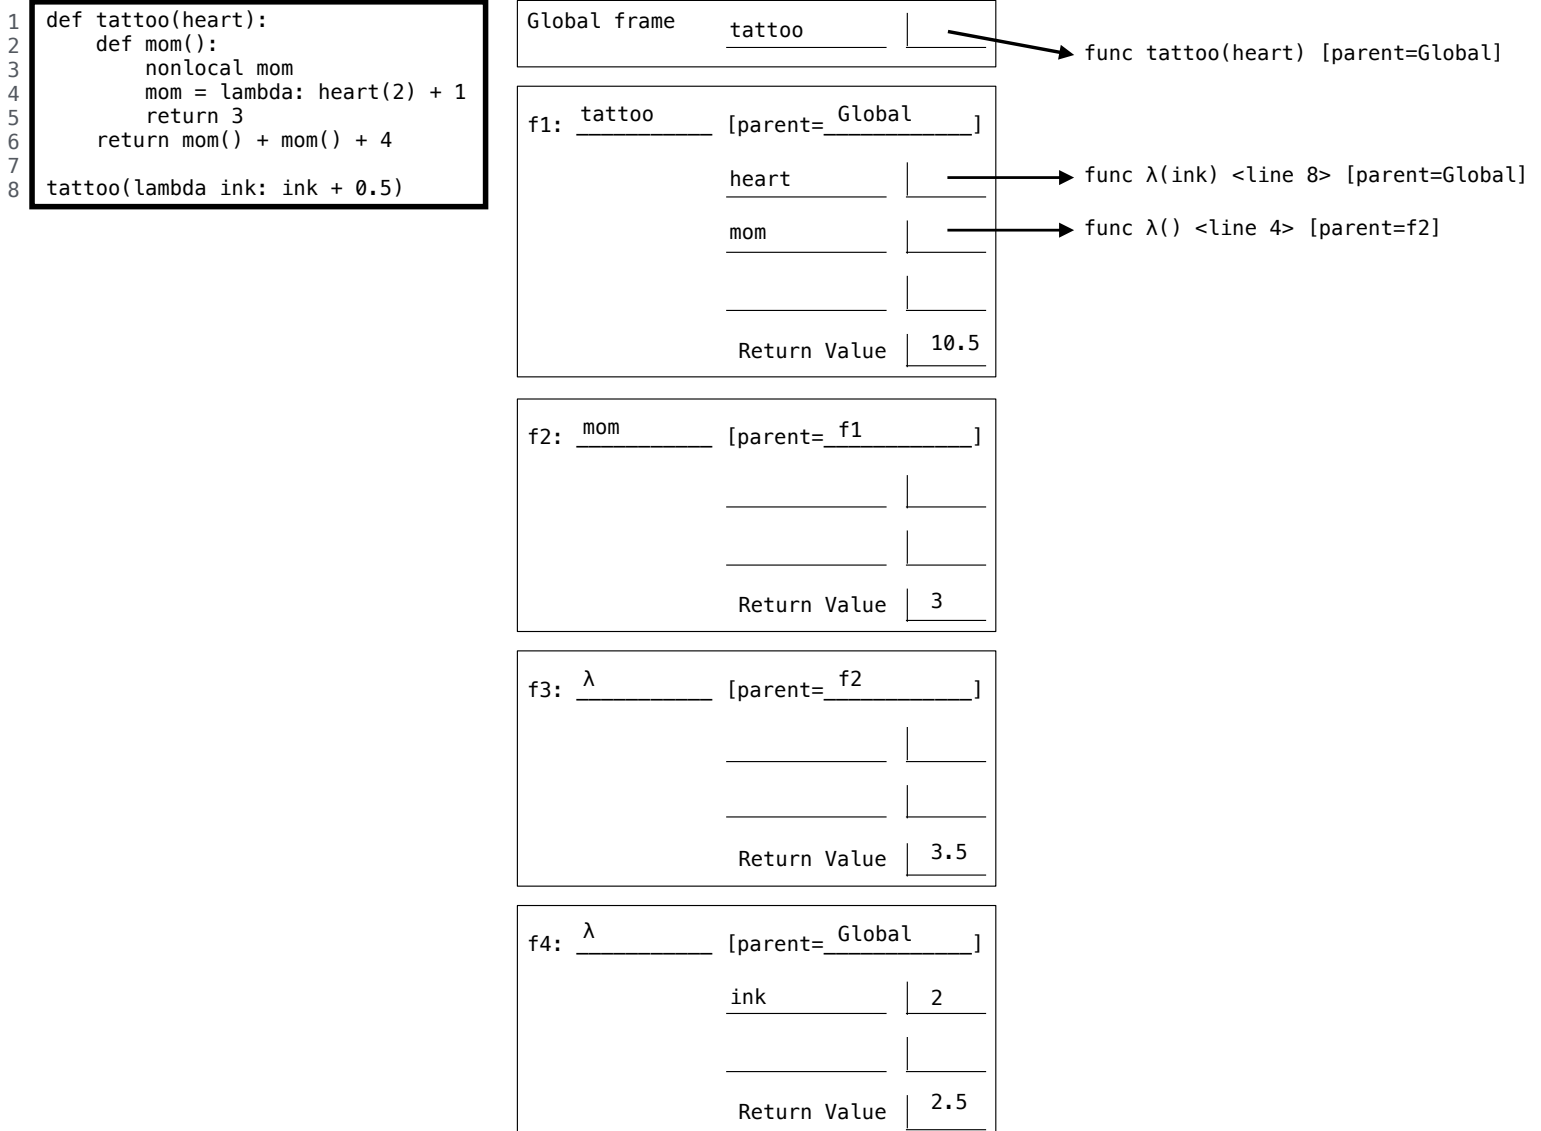 1 def tattoo(heart):
2     def mom():
3         nonlocal mom
4         mom = lambda: heart(2) + 1
5         return 3
6     return mom() + mom() + 4
7
8 tattoo(lambda ink: ink + 0.5)
Global frame tattoo
func tattoo(heart) [parent=Global]
f1: tattoo [parent= Global ]
heart func λ(ink) <line 8> [parent=Global]
mom func λ() <line 4> [parent=f2]
Return Value 10.5
f2: mom [parent= f1 ]
Return Value 3
f3: λ [parent= f2 ]
Return Value 3.5
f4: λ [parent= Global ]
ink 2
Return Value 2.5